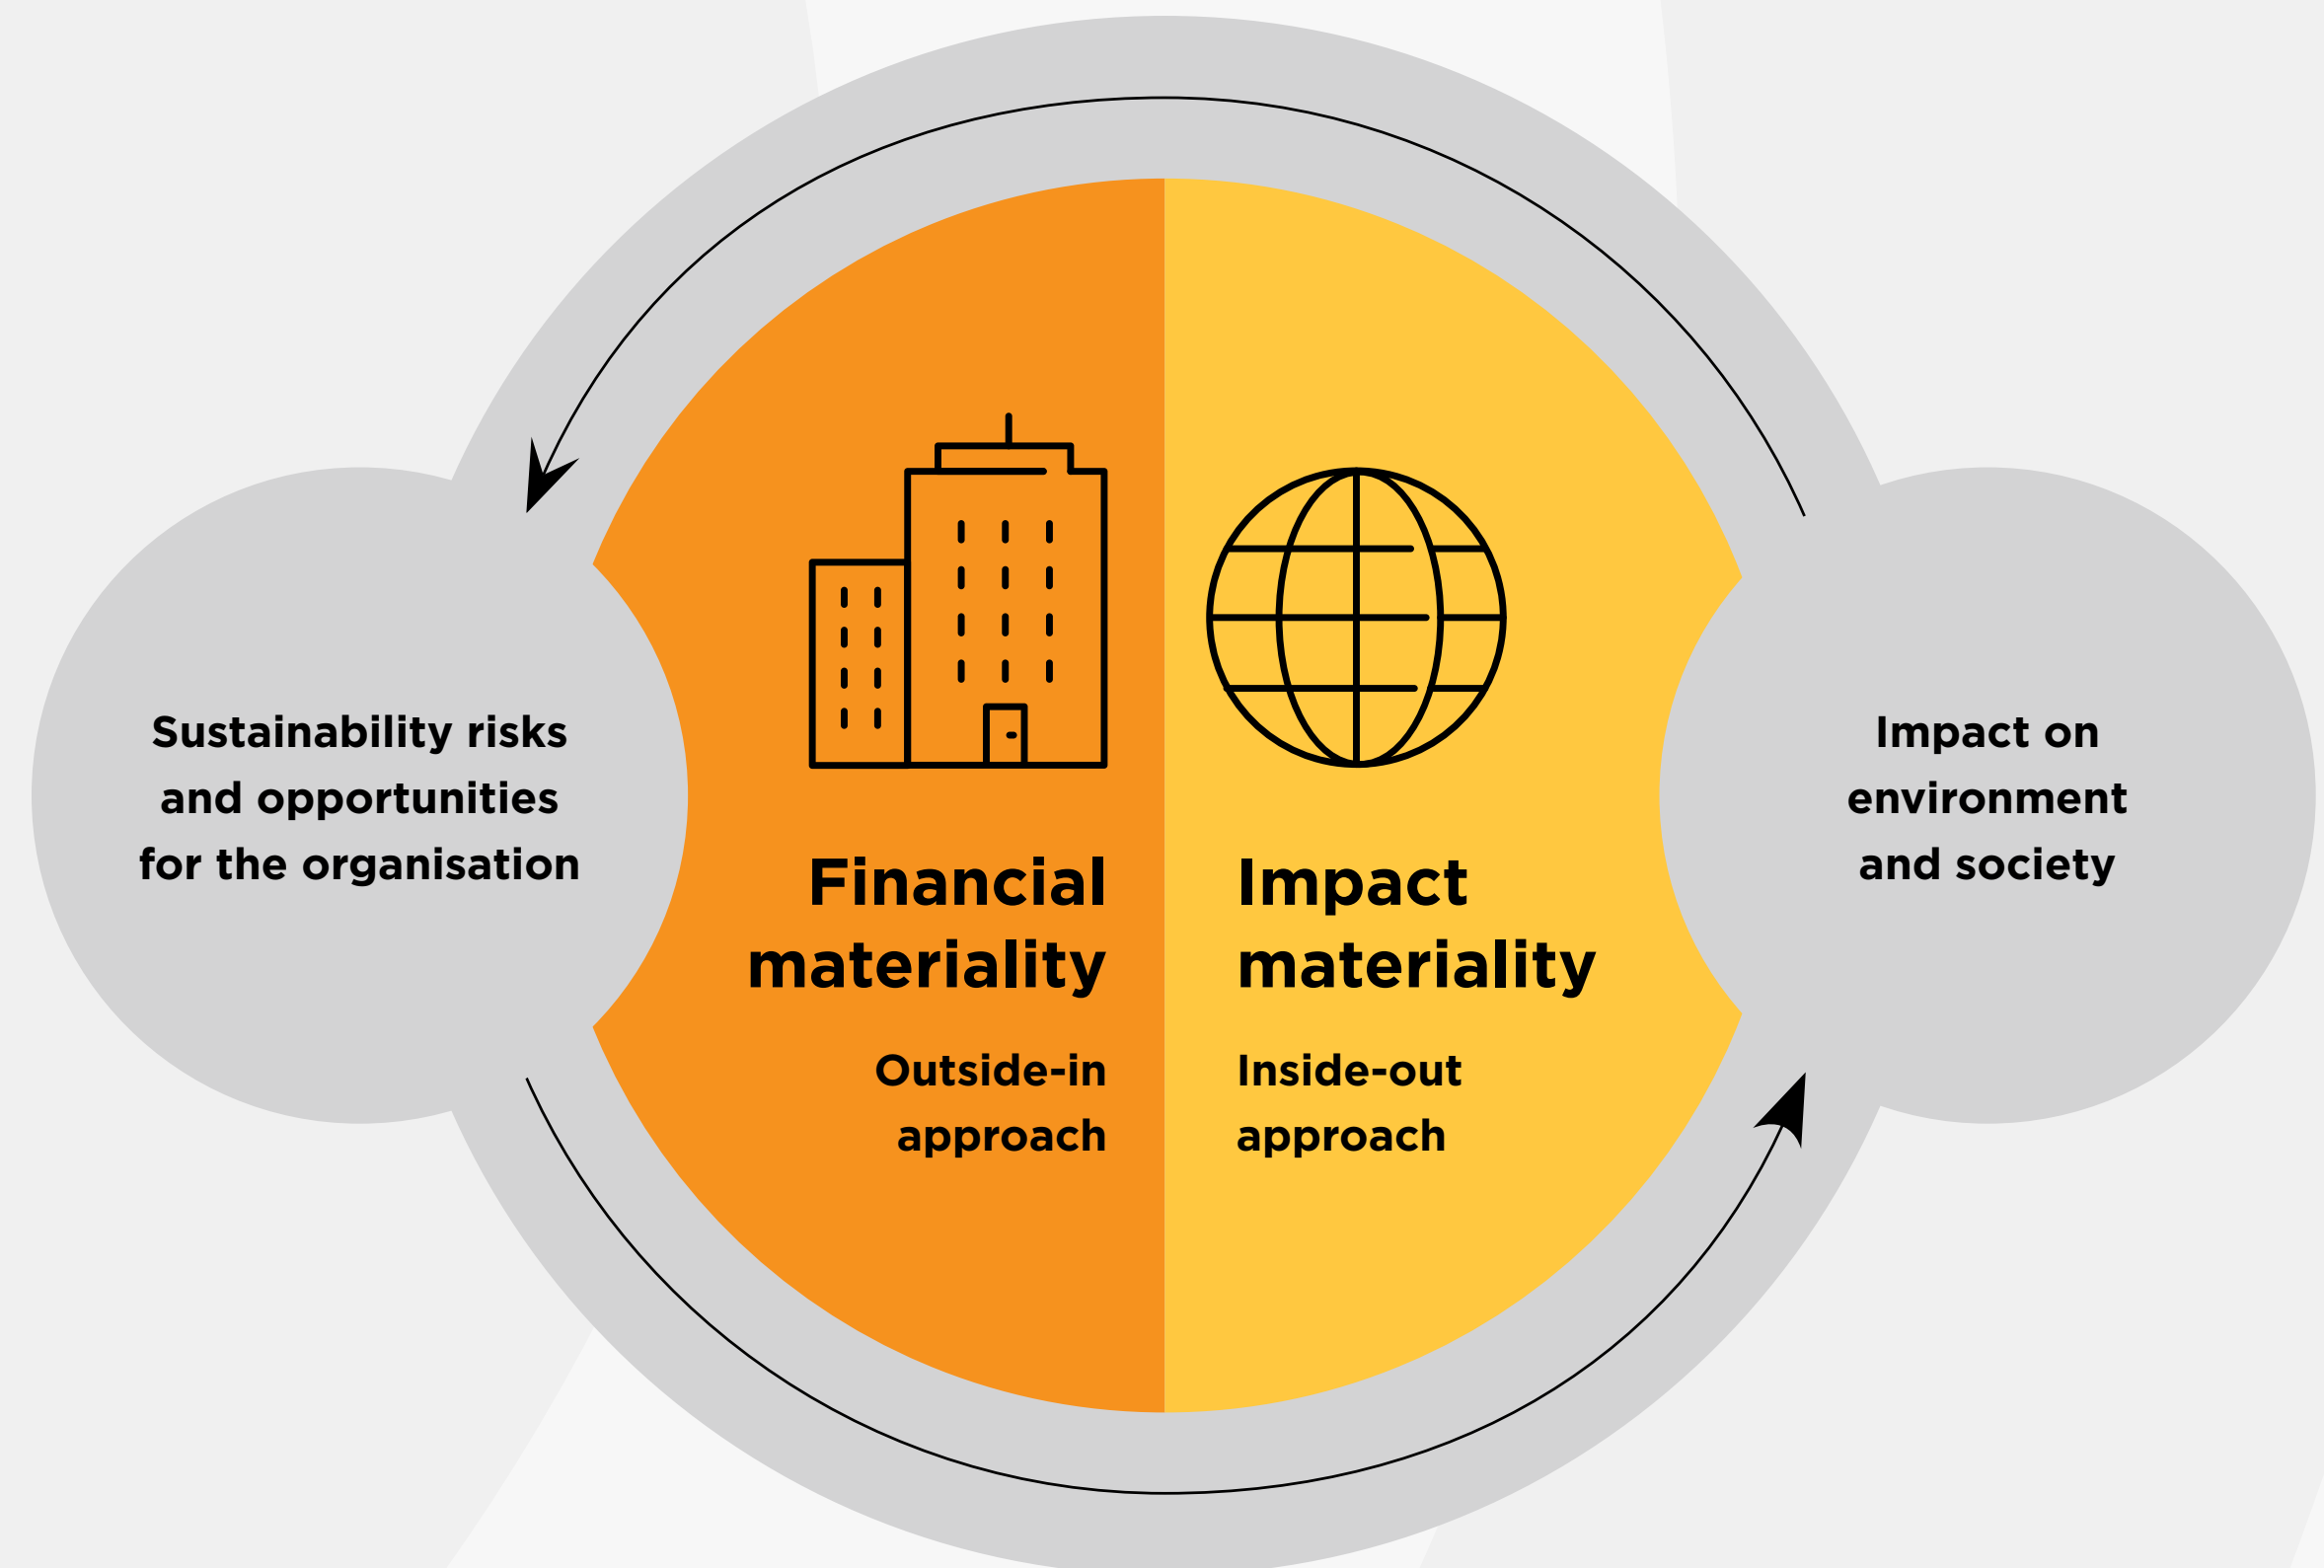 Sustainability risks
and opportunities
for the organisation
Financial
materiality
Outside-in
approach
Impact
materiality
Inside-out
approach
Impact on
environment
and society